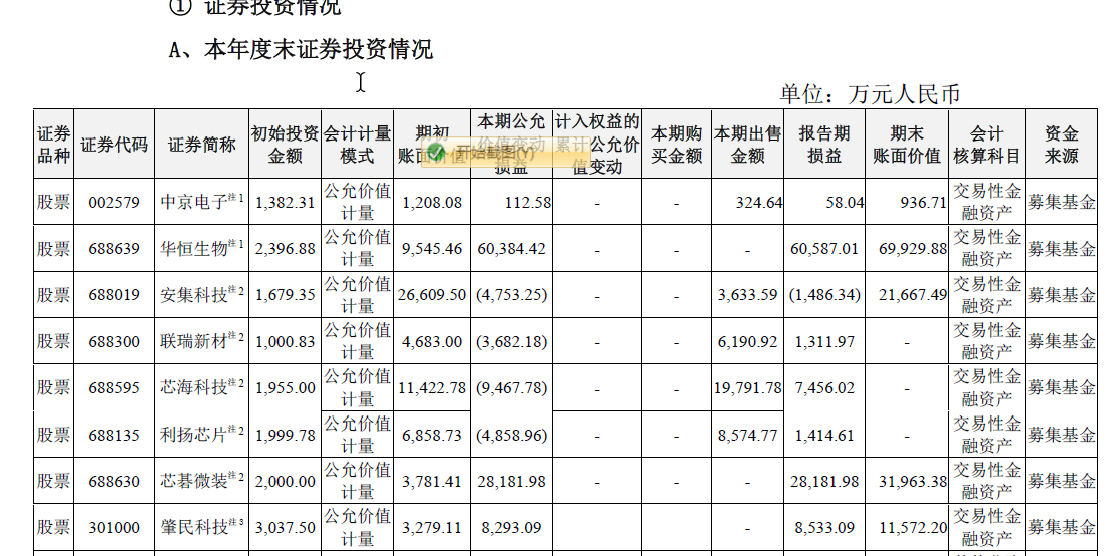 ① 证券投资情况
A、本年度末证券投资情况
单位：万元人民币
证券品种 证券代码 证券简称 初始投资金额 会计计量模式 期初账面价值 本期公允价值变动损益 计入权益的累计公允价值变动 本期购买金额 本期出售金额 报告期损益 期末账面价值 会计核算科目 资金来源
开始截图(Y)
股票 002579 中京电子注1 1,382.31 公允价值计量 1,208.08 112.58 - - 324.64 58.04 936.71 交易性金融资产 募集基金
股票 688639 华恒生物注1 2,396.88 公允价值计量 9,545.46 60,384.42 - - 60,587.01 69,929.88 交易性金融资产 募集基金
股票 688019 安集科技注2 1,679.35 公允价值计量 26,609.50 (4,753.25) - - 3,633.59 (1,486.34) 21,667.49 交易性金融资产 募集基金
股票 688300 联瑞新材注2 1,000.83 公允价值计量 4,683.00 (3,682.18) - - 6,190.92 1,311.97 - 交易性金融资产 募集基金
股票 688595 芯海科技注2 1,955.00 公允价值计量 11,422.78 (9,467.78) - - 19,791.78 7,456.02 - 交易性金融资产 募集基金
股票 688135 利扬芯片注2 1,999.78 公允价值计量 6,858.73 (4,858.96) - - 8,574.77 1,414.61 - 交易性金融资产 募集基金
股票 688630 芯碁微装注2 2,000.00 公允价值计量 3,781.41 28,181.98 - - - 28,181.98 31,963.38 交易性金融资产 募集基金
股票 301000 肇民科技注3 3,037.50 公允价值计量 3,279.11 8,293.09 - 8,533.09 11,572.20 交易性金融资产 募集基金